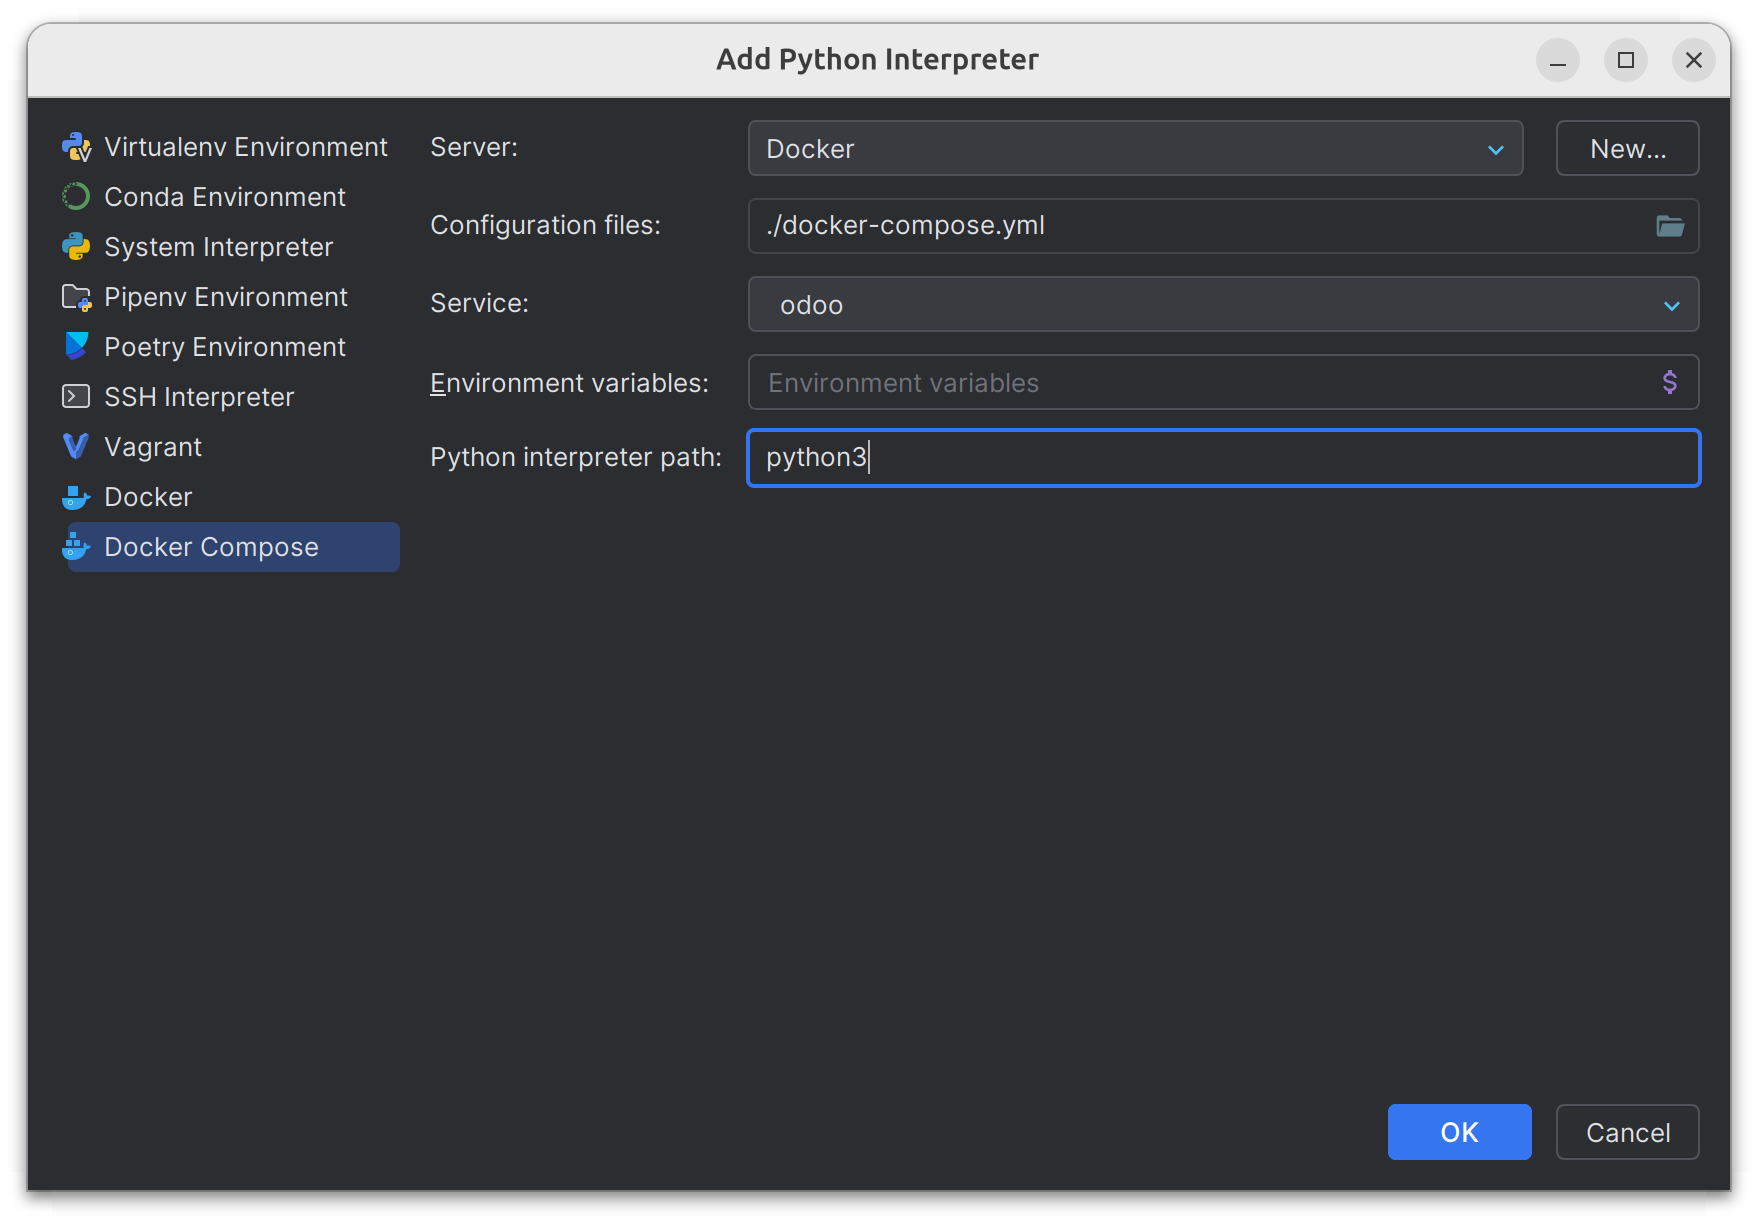 Add Python Interpreter
Virtualenv Environment
Conda Environment
System Interpreter
Pipenv Environment
Poetry Environment
SSH Interpreter
Vagrant
Docker
Docker Compose
Server:
Docker
New...
Configuration files:
./docker-compose.yml
Service:
odoo
Environment variables:
Environment variables
$
Python interpreter path:
python3
OK
Cancel